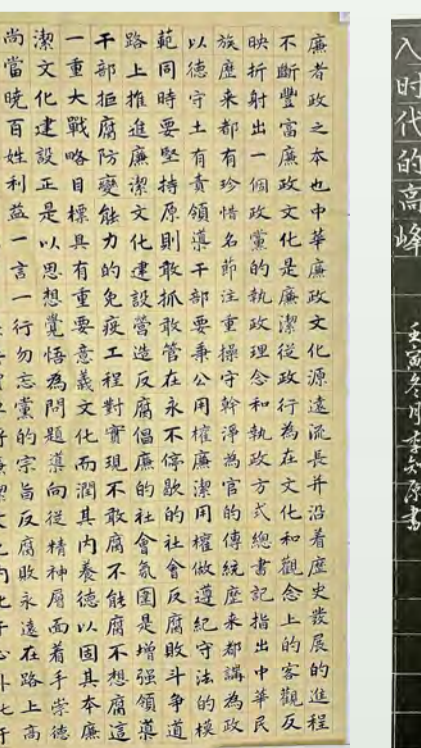 廉者政之本也中華廉政文化源遠流長并沿着歷史發展的進程
不斷豐富廉政文化是廉潔從政行為在文化和觀念上的客觀反
映折射出一個政黨的執政理念和執政方式總書記指出中華民
族歷来都有珍惜名節注重操守幹淨為官的傳統歷来都講為政
以德守土有責領導干部要秉公用權廉潔用權做遵紀守法的模
範同時要堅持原則敢抓敢管在永不停歇的社會反腐敗斗争道
路上推進廉潔文化建設營造反腐倡廉的社會氛圍是增强領導
干部拒腐防變能力的免疫工程對實現不敢腐不能腐不想腐這
一重大戰略目標具有重要意義文化而潤其内養德以固其本廉
潔文化建設正是以思想覺悟為問題導向從精神層面着手崇德
尚當曉百姓利益一言一行勿忘黨的宗旨反腐敗永遠在路上高
入时代的高峰
壬寅冬月李知原书